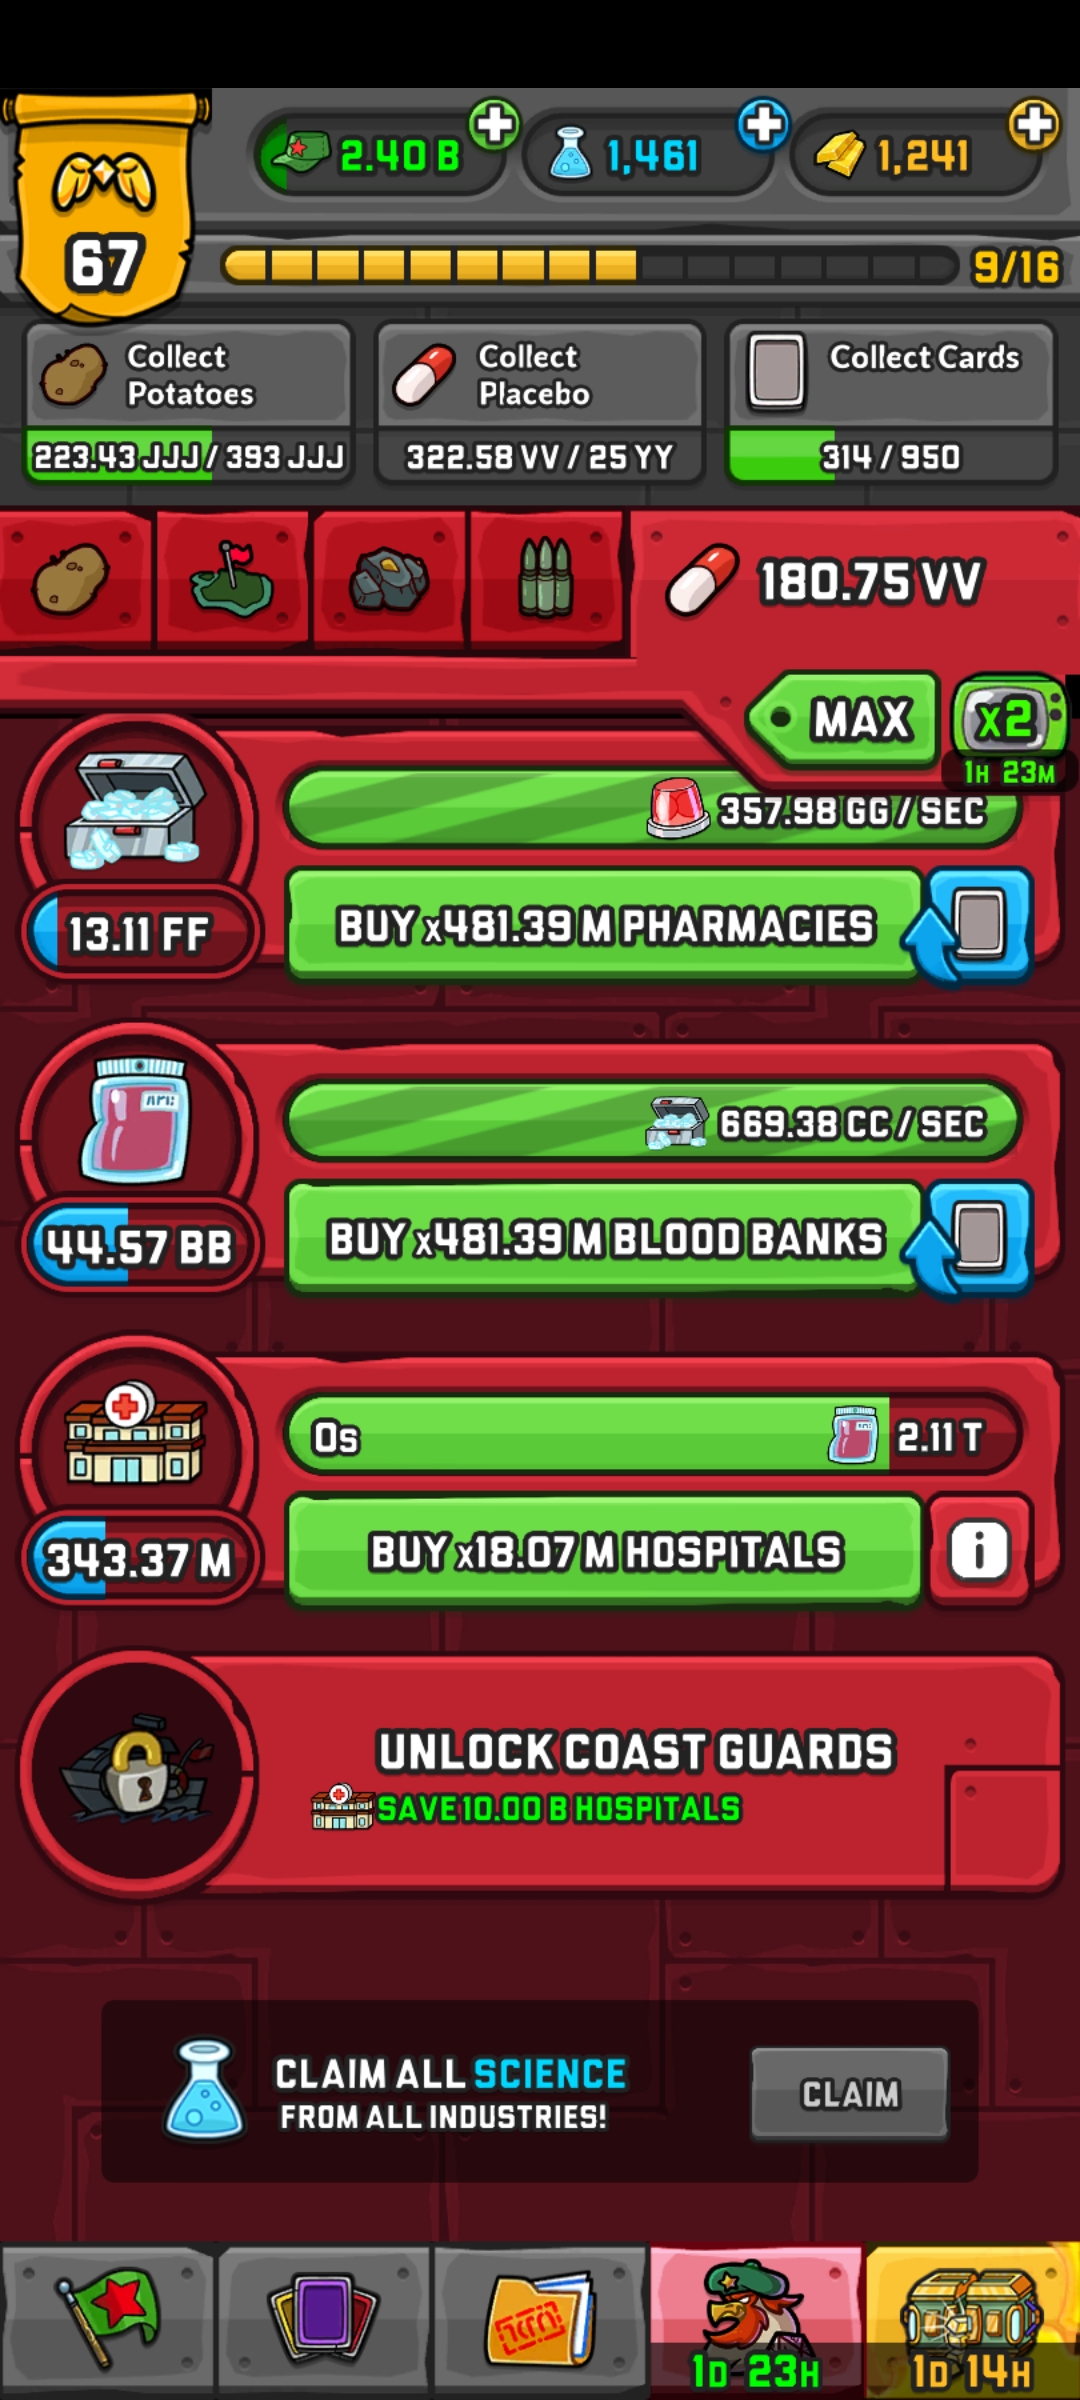 2.40 B
1,461
1,241
67
9/16
Collect
Potatoes
223.43 JJJ / 393 JJJ
Collect
Placebo
322.58 VV / 25 YY
Collect Cards
314 / 950
180.75 VV
MAX
x2
1H 23M
357.98 GG / SEC
13.11 FF
BUY x481.39 M PHARMACIES
669.38 CC / SEC
44.57 BB
BUY x481.39 M BLOOD BANKS
0s
2.11 T
343.37 M
BUY x18.07 M HOSPITALS
i
UNLOCK COAST GUARDS
SAVE 10.00 B HOSPITALS
CLAIM ALL SCIENCE
FROM ALL INDUSTRIES!
CLAIM
1D 23H
1D 14H